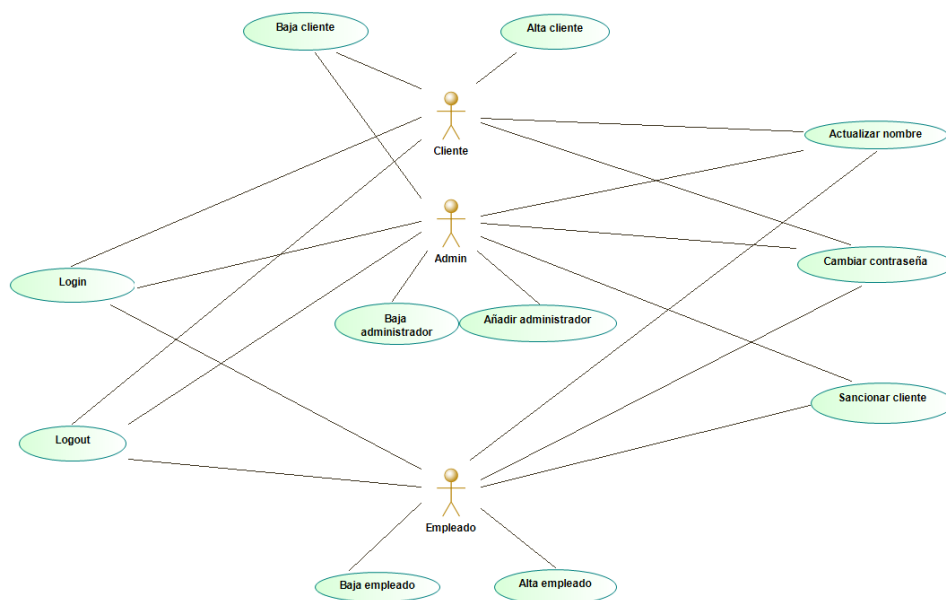 Baja cliente
Alta cliente
Cliente
Actualizar nombre
Admin
Login
Cambiar contraseña
Baja
administrador
Añadir administrador
Sancionar cliente
Logout
Empleado
Baja empleado
Alta empleado